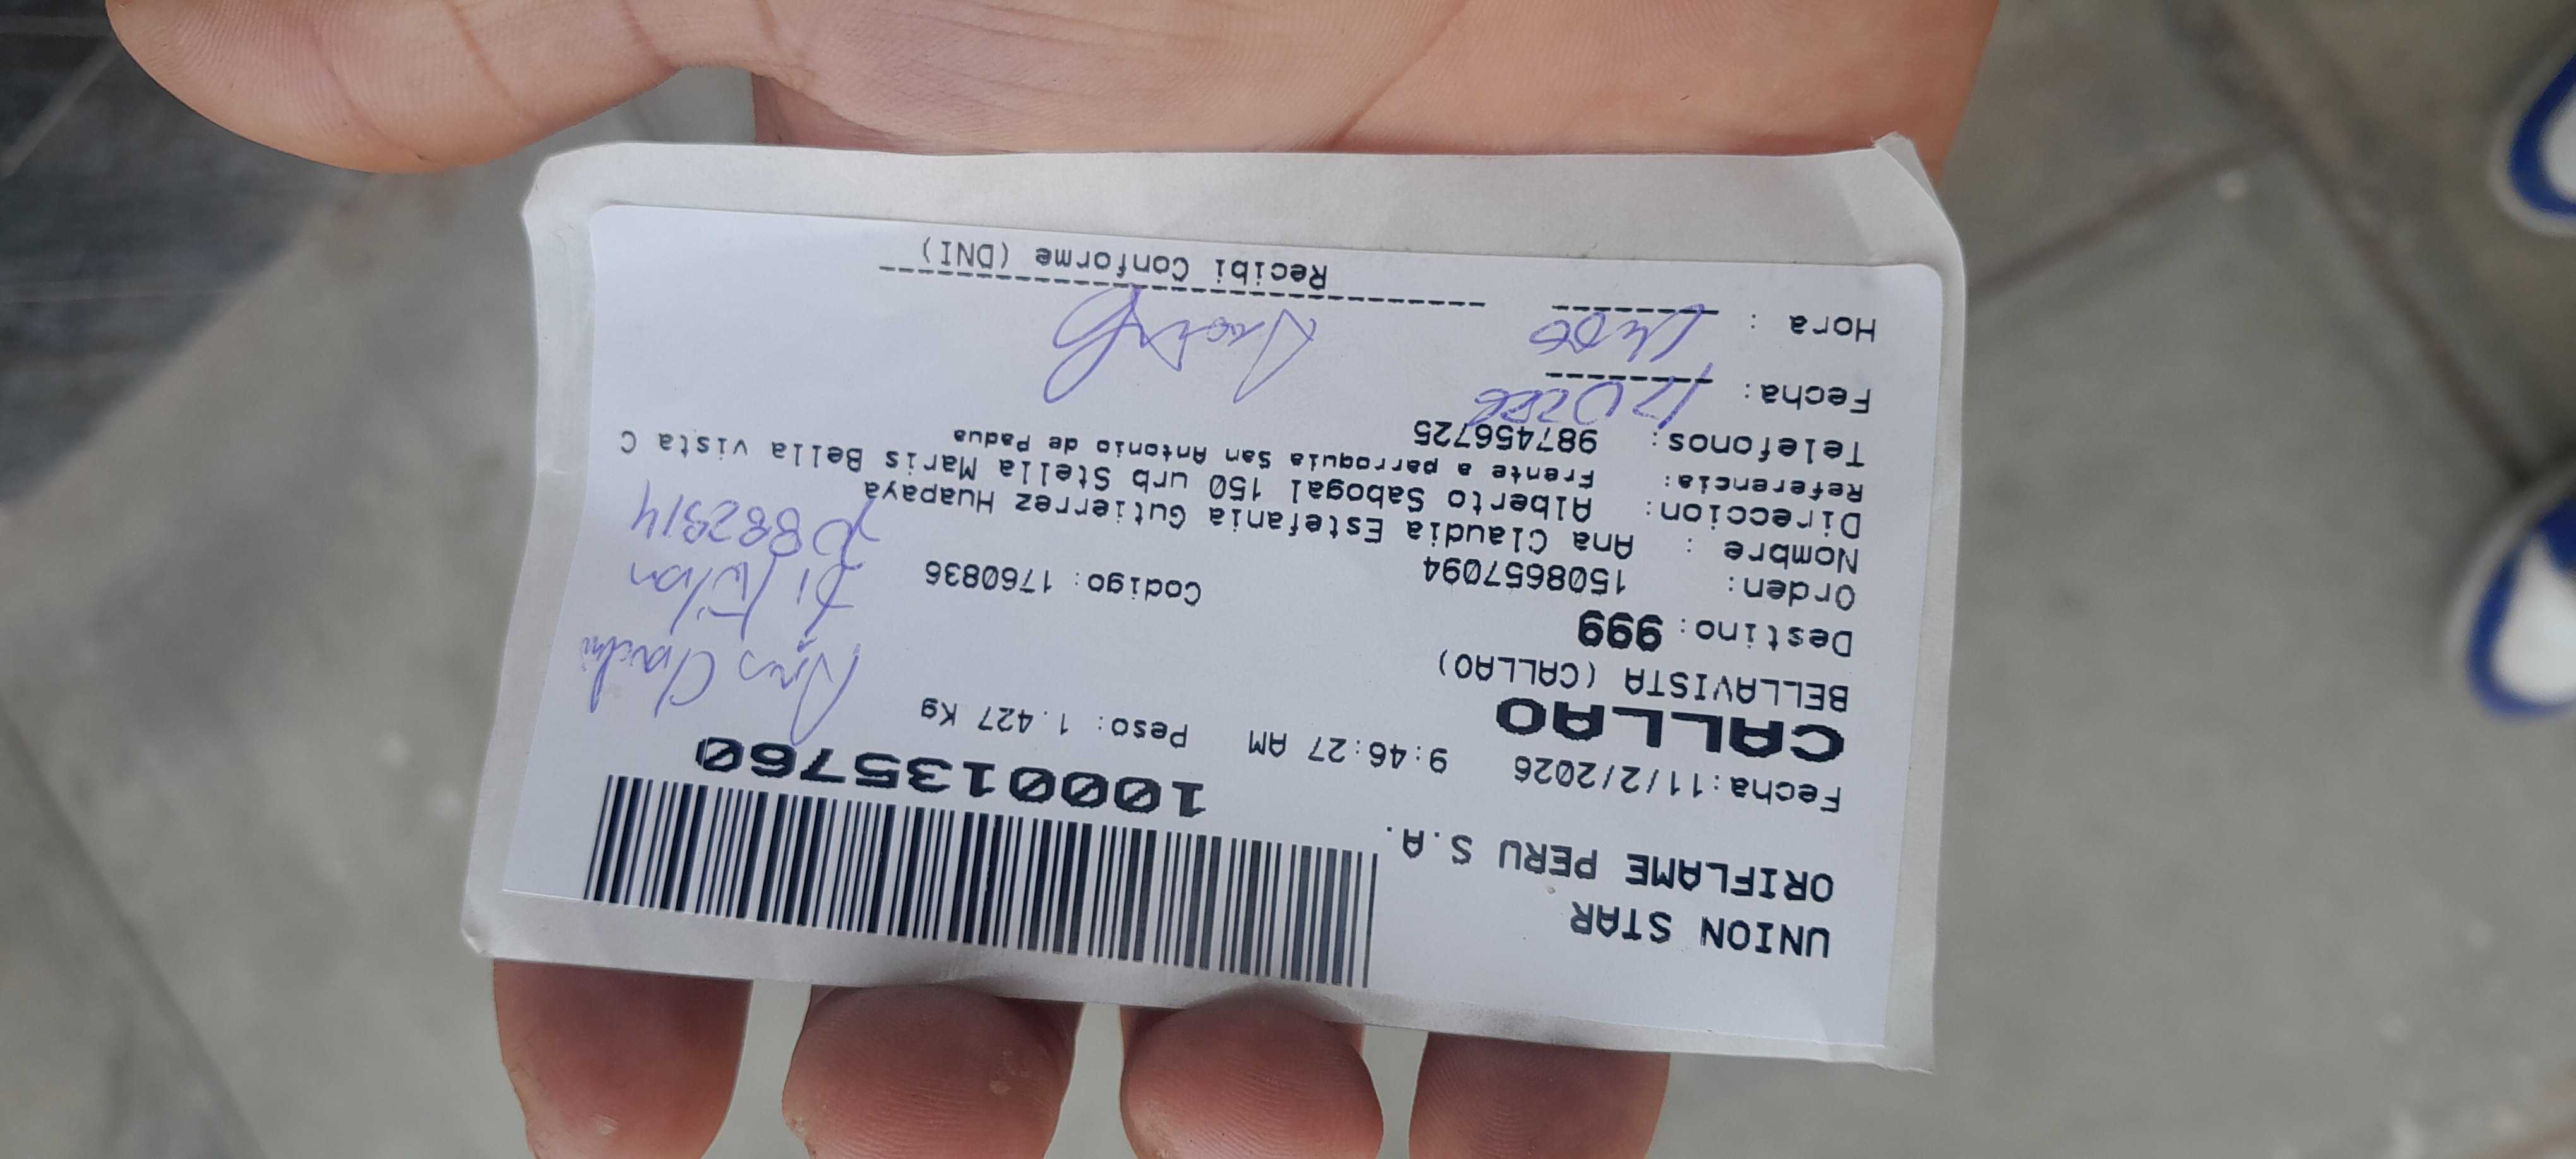 UNION STAR
ORIFLAME PERU S.A.
1000135760
Fecha:11/2/2026 9:46:27 AM Peso: 1.427 Kg
CALLAO
BELLAVISTA (CALLAO)
Destino: 999
Orden: 1508657094 Codigo: 1760836
Nombre : Ana Claudia Estefania Gutierrez Huapaya
Direccion: Alberto Sabogal 150 urb Stella Maris Bella vista C
Referencia: Frente a parroquia San Antonio de Padua
Telefonos: 987456725
Fecha:
Hora :
Recibi Conforme (DNI)